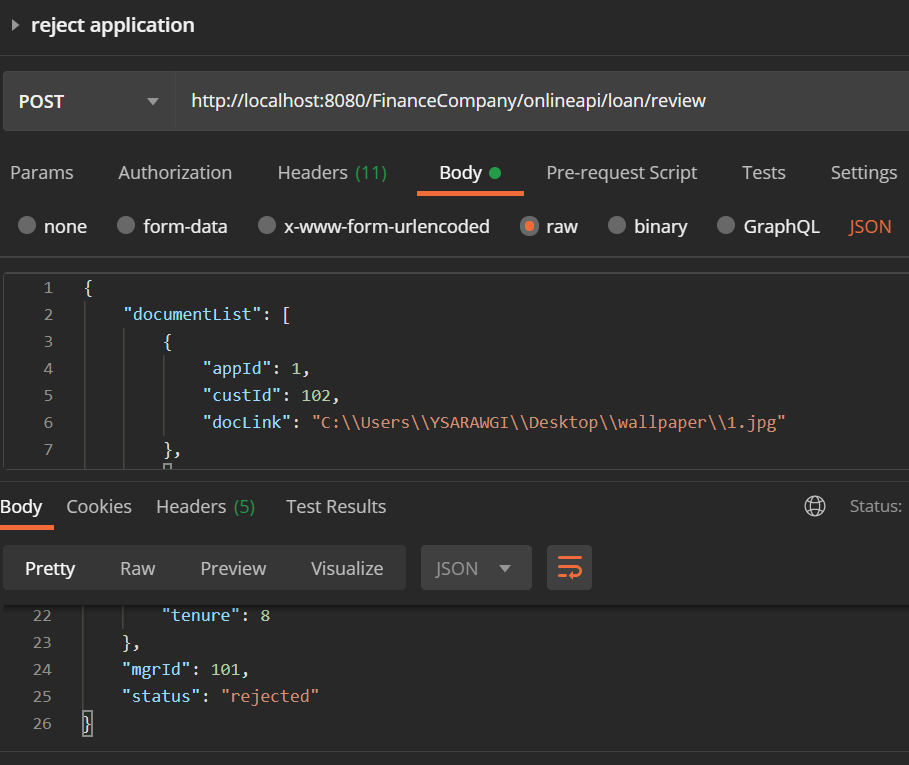 reject application
POST http://localhost:8080/FinanceCompany/onlineapi/loan/review
Params Authorization Headers (11) Body Pre-request Script Tests Settings
none form-data x-www-form-urlencoded raw binary GraphQL JSON
1 {
2 "documentList": [
3 {
4 "appId": 1,
5 "custId": 102,
6 "docLink": "C:\\Users\\YSARAWGI\\Desktop\\wallpaper\\1.jpg"
7 },
Body Cookies Headers (5) Test Results Status:
Pretty Raw Preview Visualize JSON
22 "tenure": 8
23 },
24 "mgrId": 101,
25 "status": "rejected"
26 }